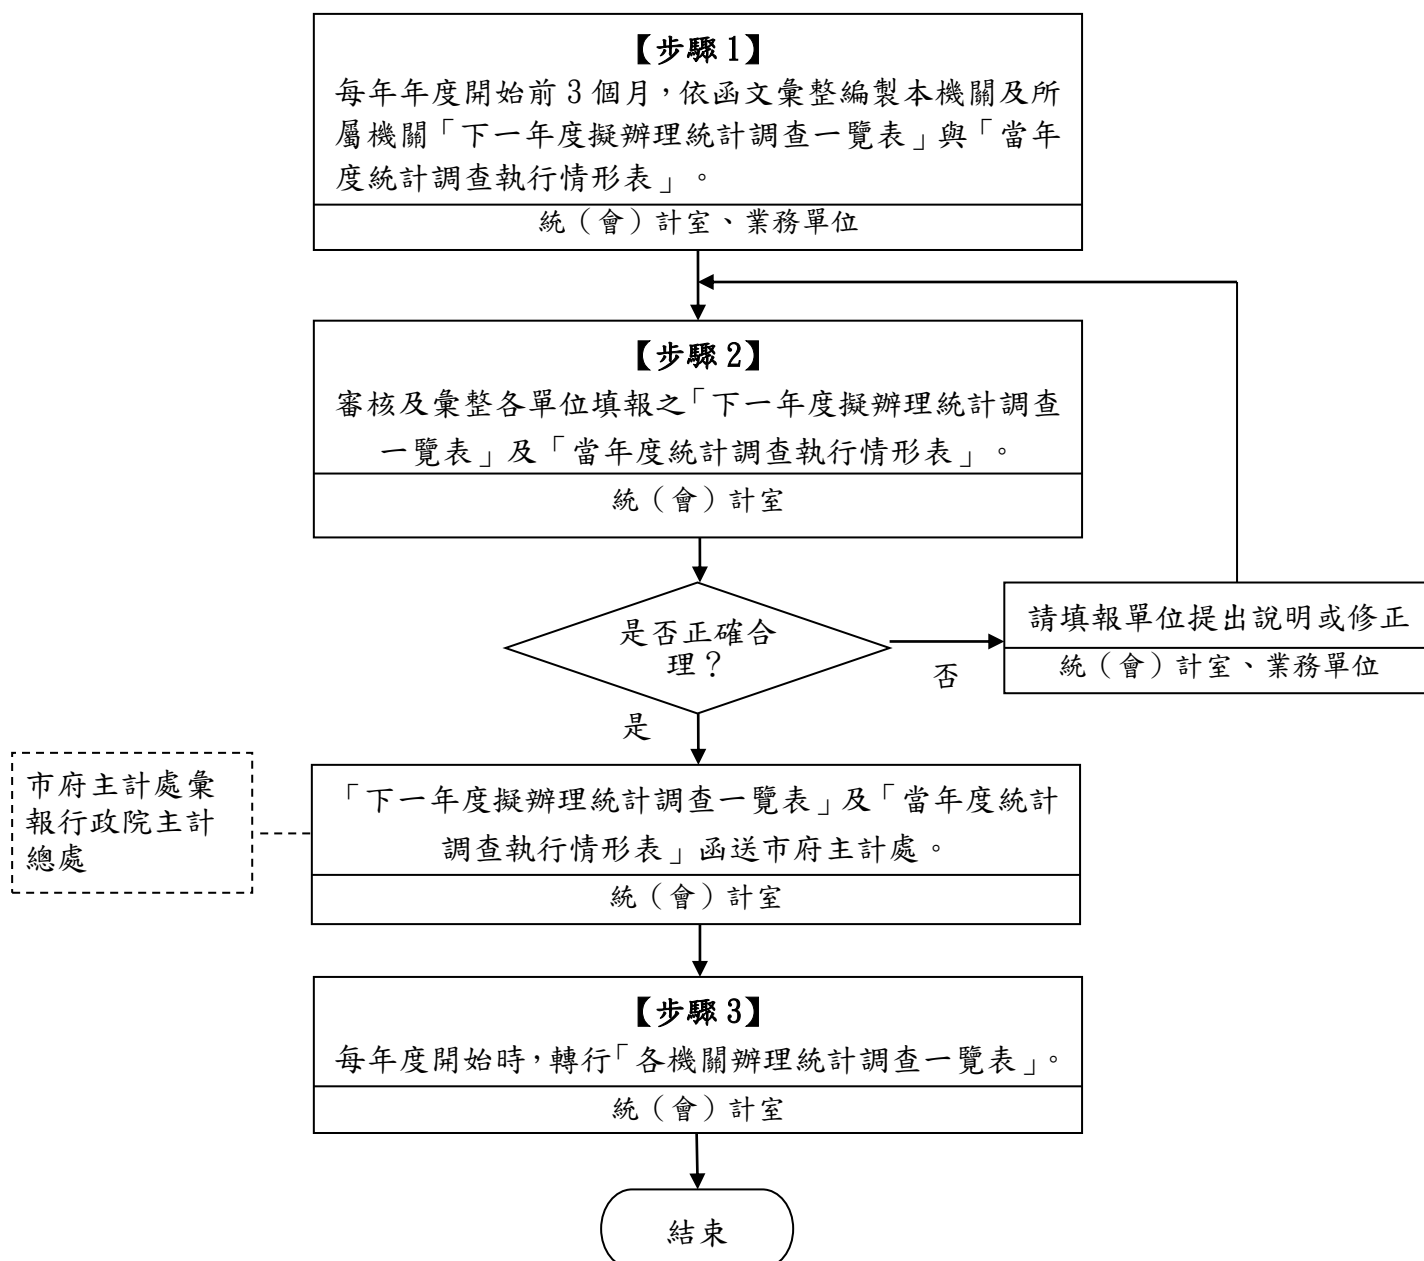 【步驟1】
每年年度開始前3個月，依函文彙整編製本機關及所
屬機關「下一年度擬辦理統計調查一覽表」與「當年
度統計調查執行情形表」。
統（會）計室、業務單位
【步驟2】
審核及彙整各單位填報之「下一年度擬辦理統計調查
一覽表」及「當年度統計調查執行情形表」。
統（會）計室
是否正確合
理？
否
請填報單位提出說明或修正
統（會）計室、業務單位
是
市府主計處彙
報行政院主計
總處
「下一年度擬辦理統計調查一覽表」及「當年度統計
調查執行情形表」函送市府主計處。
統（會）計室
【步驟3】
每年度開始時，轉行「各機關辦理統計調查一覽表」。
統（會）計室
結束